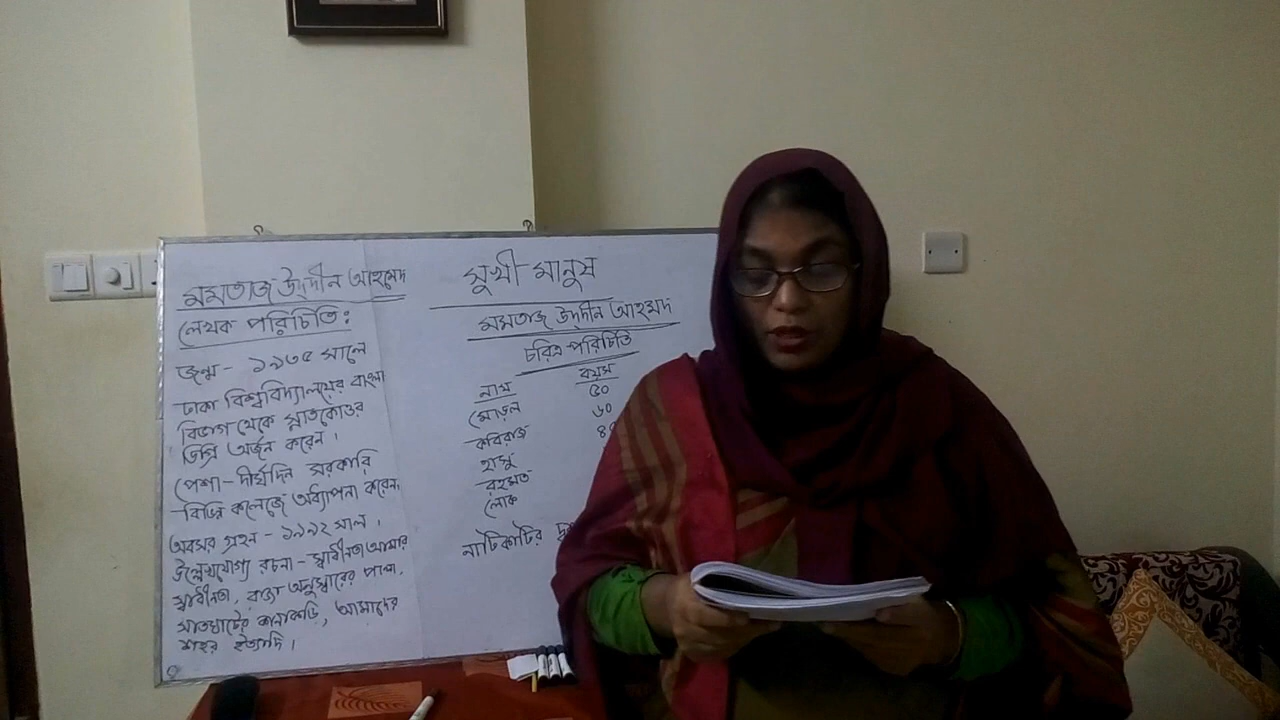 মমতাজ উদ্‌দীন আহমেদ
লেখক পরিচিতি:
জন্ম - ১৯৩৫ সালে
ঢাকা বিশ্ববিদ্যালয়ের বাংলা
বিভাগ থেকে স্নাতকোত্তর
ডিগ্রি অর্জন করেন।
পেশা - দীর্ঘদিন সরকারি
বিভিন্ন কলেজে অধ্যাপনা করেন,
অবসর গ্রহন - ১৯৯২ সাল।
উল্লেখযোগ্য রচনা - স্বাধীনতা আমার
স্বাধীনতা, রাজা অনুস্বারের পালা,
সাতঘাটের কানাকড়ি, আমাদের
শহর ইত্যাদি।
সুখী মানুষ
মমতাজ উদ্‌দীন আহমদ
চরিত্র পরিচিতি
নাম বয়স
মোড়ল ৫০
কবিরাজ ৬০
হাসু
রহমত
লোক
নাটিকাটির